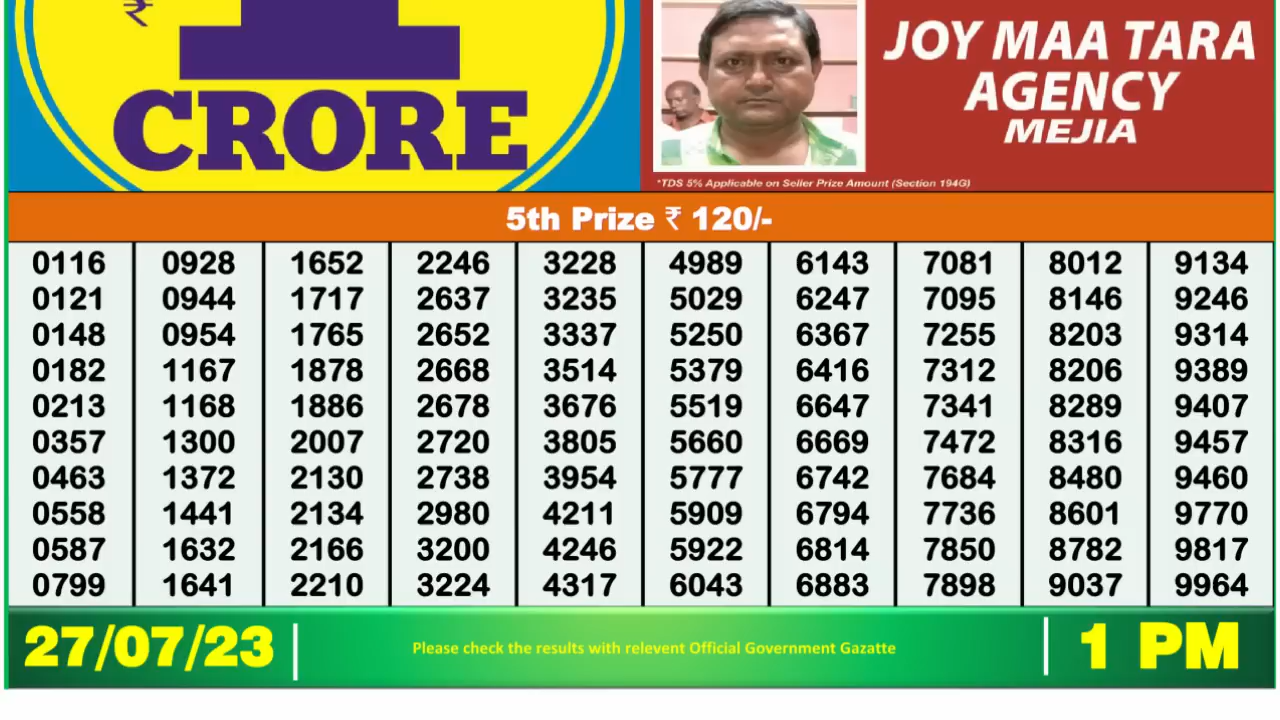 ₹ 1
CRORE
JOY MAA TARA
AGENCY
MEJIA
*TDS 5% Applicable on Seller Prize Amount (Section 194G)
5th Prize ₹ 120/-
0116 0928 1652 2246 3228 4989 6143 7081 8012 9134
0121 0944 1717 2637 3235 5029 6247 7095 8146 9246
0148 0954 1765 2652 3337 5250 6367 7255 8203 9314
0182 1167 1878 2668 3514 5379 6416 7312 8206 9389
0213 1168 1886 2678 3676 5519 6647 7341 8289 9407
0357 1300 2007 2720 3805 5660 6669 7472 8316 9457
0463 1372 2130 2738 3954 5777 6742 7684 8480 9460
0558 1441 2134 2980 4211 5909 6794 7736 8601 9770
0587 1632 2166 3200 4246 5922 6814 7850 8782 9817
0799 1641 2210 3224 4317 6043 6883 7898 9037 9964
27/07/23
Please check the results with relevent Official Government Gazatte
1 PM